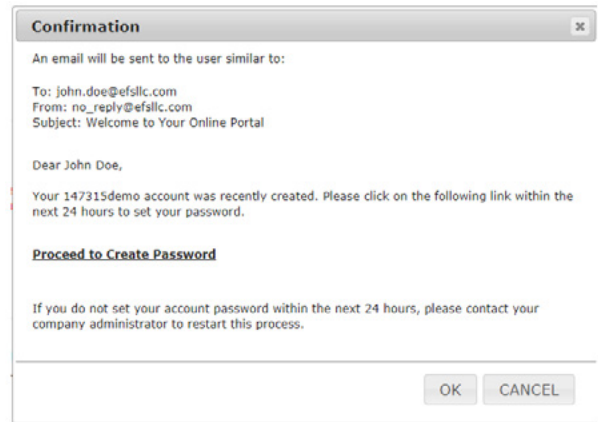 Confirmation
An email will be sent to the user similar to:
To: john.doe@efsllc.com
From: no_reply@efsllc.com
Subject: Welcome to Your Online Portal
Dear John Doe,
Your 147315demo account was recently created. Please click on the following link within the
next 24 hours to set your password.
Proceed to Create Password
If you do not set your account password within the next 24 hours, please contact your
company administrator to restart this process.
OK CANCEL